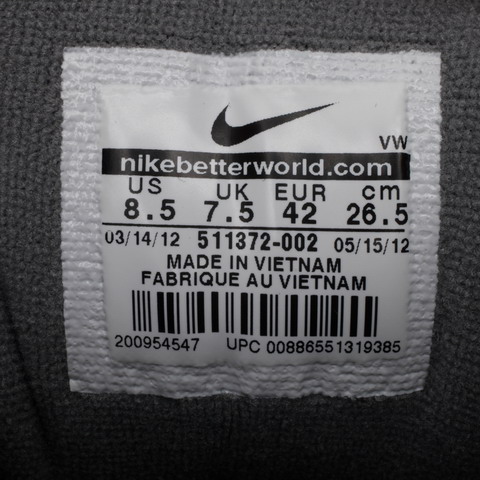 VW
nikebetterworld.com
US UK EUR cm
8.5 7.5 42 26.5
03/14/12 511372-002 05/15/12
MADE IN VIETNAM
FABRIQUE AU VIETNAM
200954547 UPC 00886551319385